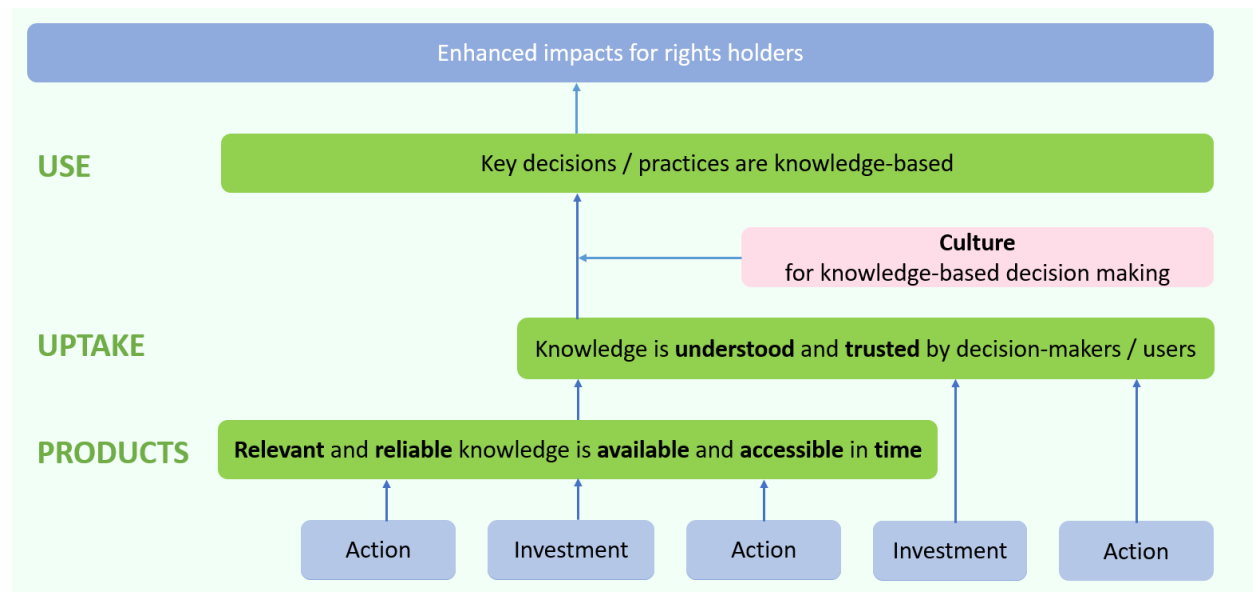 Enhanced impacts for rights holders
USE
Key decisions / practices are knowledge-based
Culture
for knowledge-based decision making
UPTAKE
Knowledge is understood and trusted by decision-makers / users
PRODUCTS
Relevant and reliable knowledge is available and accessible in time
Action
Investment
Action
Investment
Action